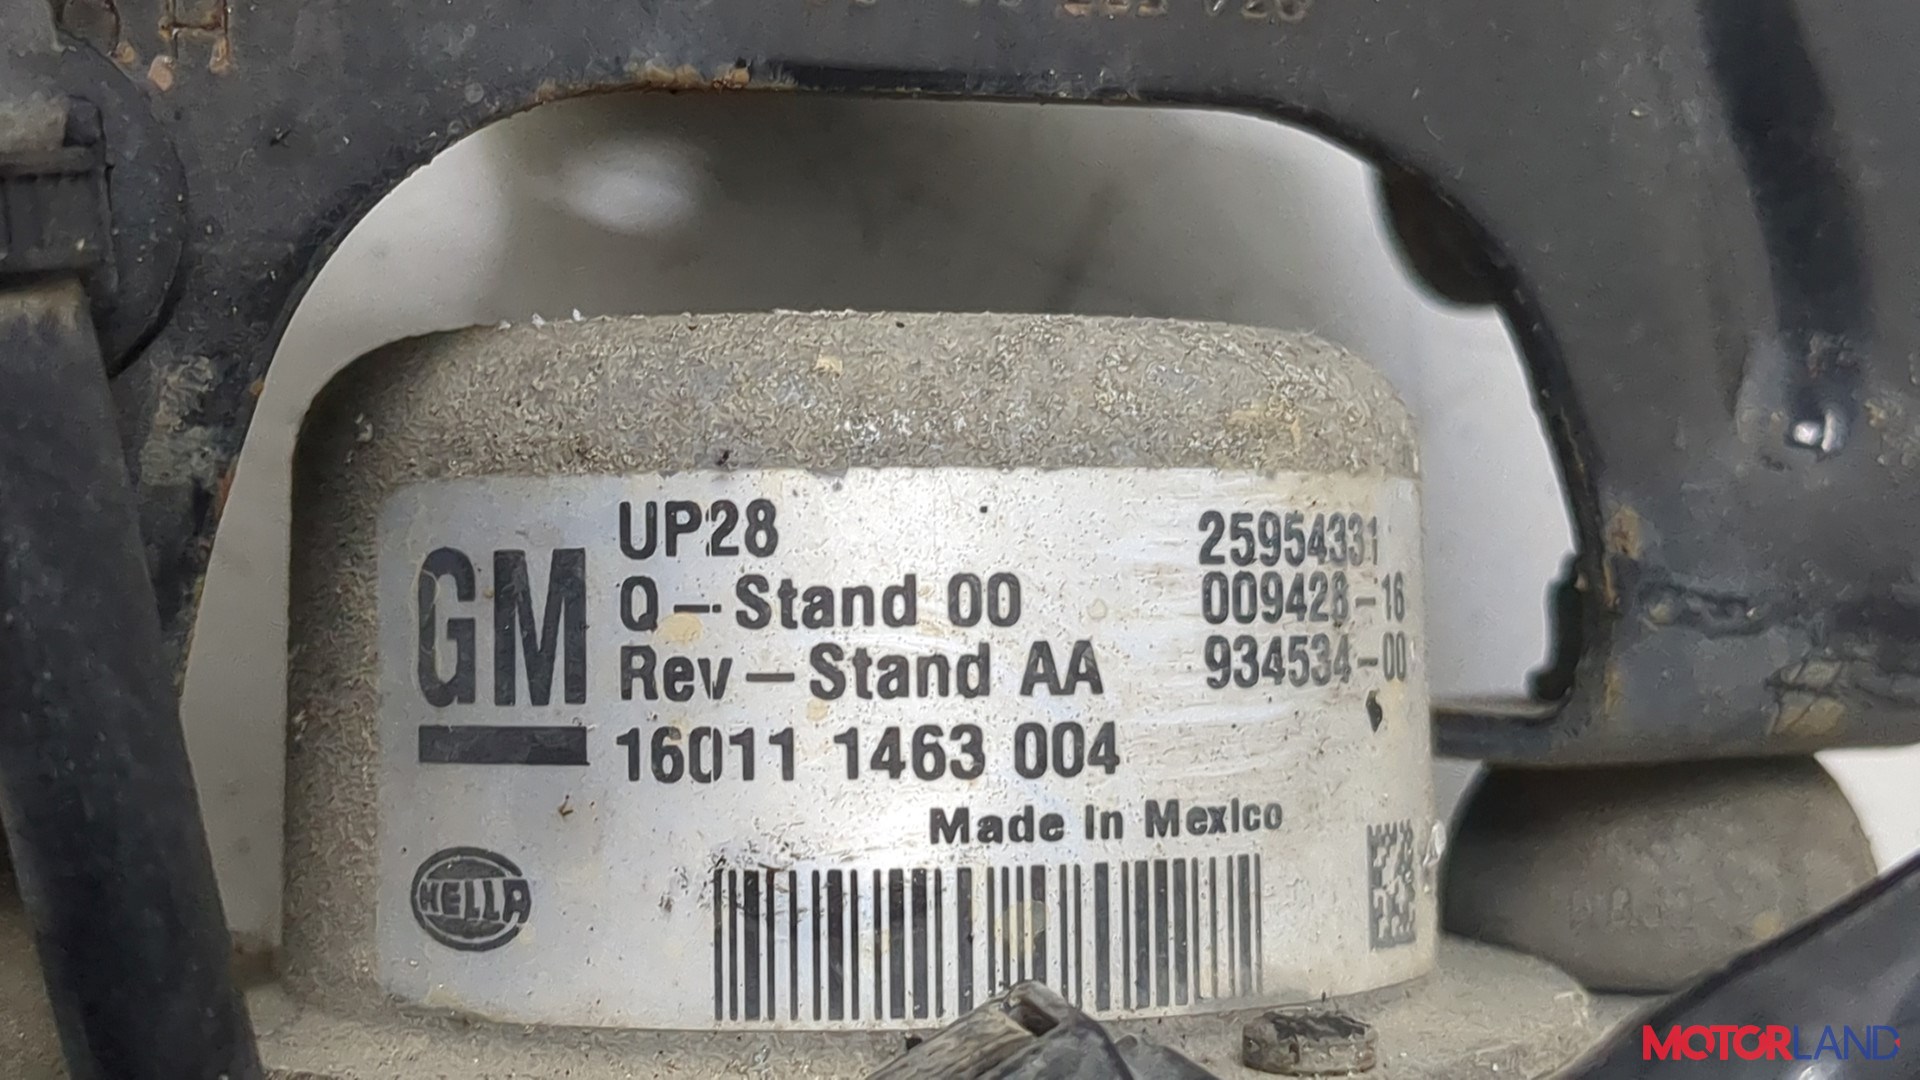 GM
UP28
Q-Stand 00
Rev-Stand AA
16011 1463 004
25954331
009428-16
934534-00
Made in Mexico
HELLA
MOTORLAND